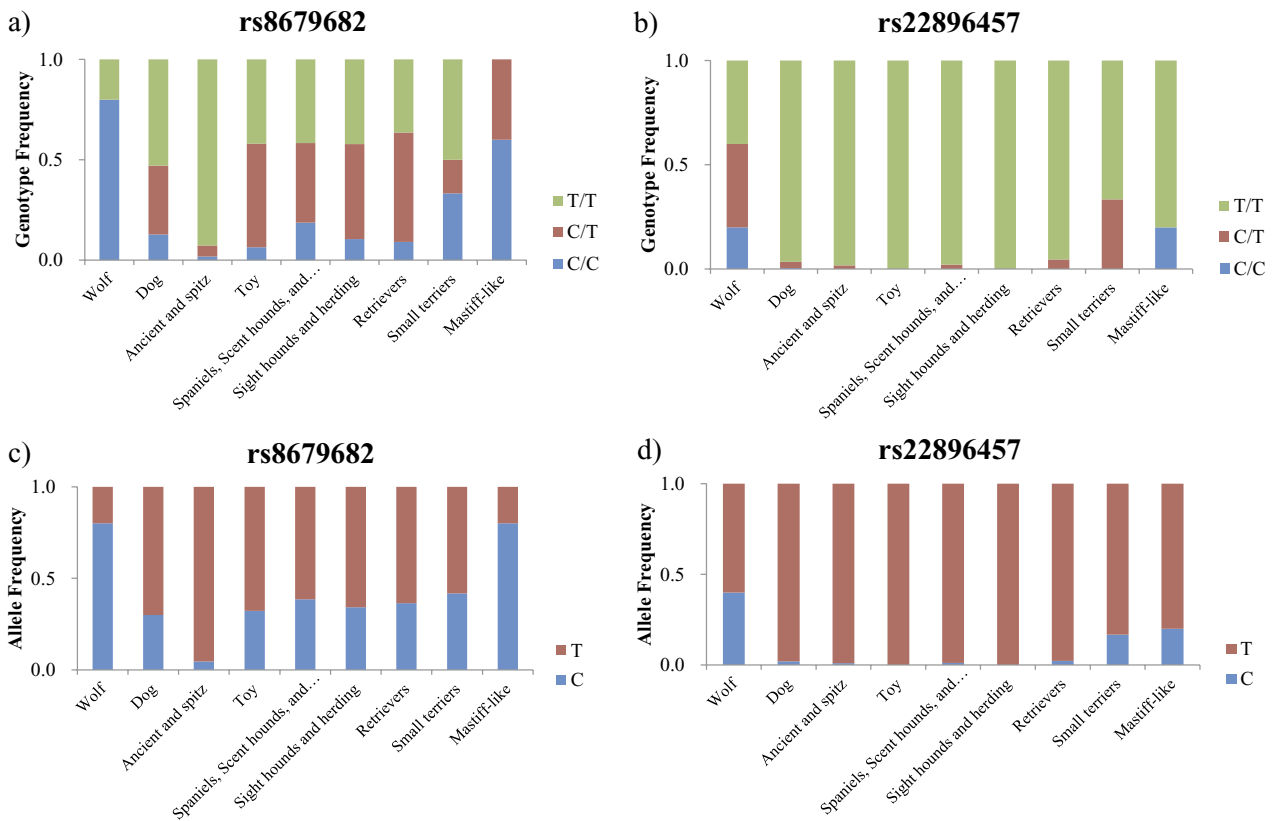 a)
rs8679682
Genotype Frequency
1.0
0.5
0.0
T/T
C/T
C/C
Wolf
Dog
Ancient and spitz
Toy
Spaniels, Scent hounds, and…
Sight hounds and herding
Retrievers
Small terriers
Mastiff-like
b)
rs22896457
Genotype Frequency
1.0
0.5
0.0
T/T
C/T
C/C
Wolf
Dog
Ancient and spitz
Toy
Spaniels, Scent hounds, and…
Sight hounds and herding
Retrievers
Small terriers
Mastiff-like
c)
rs8679682
Allele Frequency
1.0
0.5
0.0
T
C
Wolf
Dog
Ancient and spitz
Toy
Spaniels, Scent hounds, and…
Sight hounds and herding
Retrievers
Small terriers
Mastiff-like
d)
rs22896457
Allele Frequency
1.0
0.5
0.0
T
C
Wolf
Dog
Ancient and spitz
Toy
Spaniels, Scent hounds, and…
Sight hounds and herding
Retrievers
Small terriers
Mastiff-like